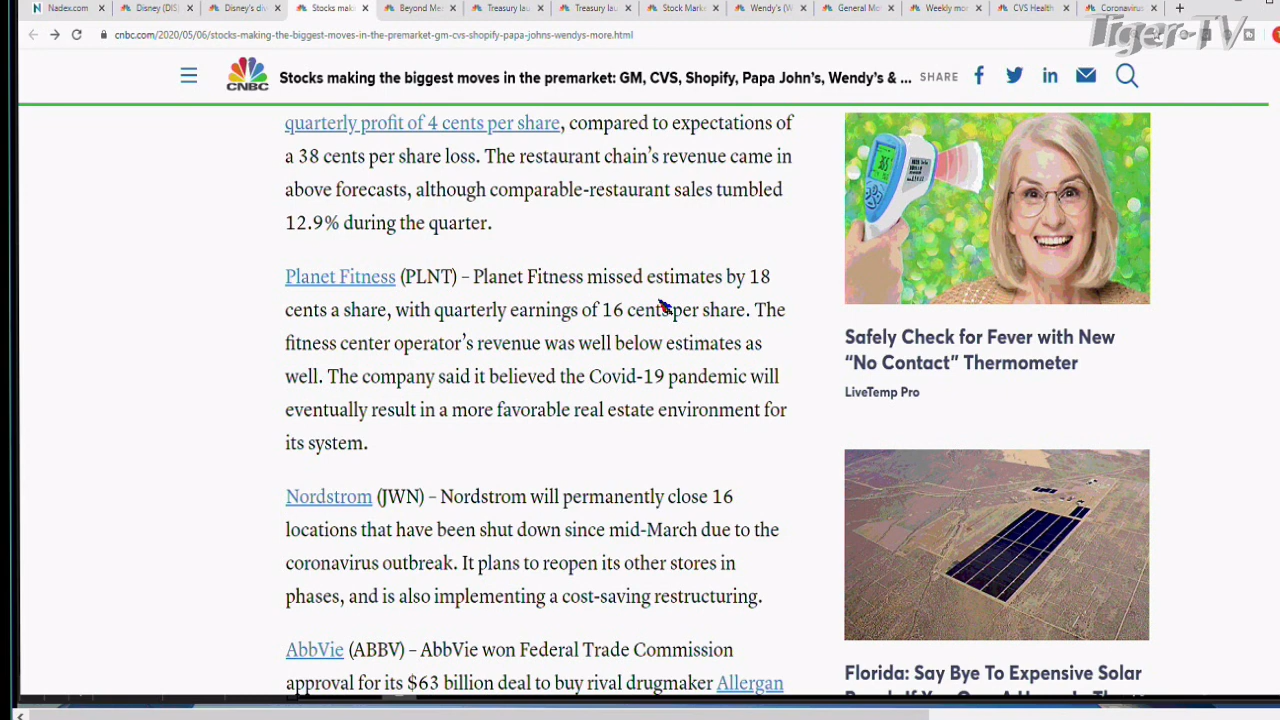 Tiger-TV
Nadex.com
Disney (DIS)
Disney's di
Stocks mak
Beyond Me
Treasury lau
Treasury lau
Stock Marke
Wendy's (W
General Mo
Weekly mor
CVS Health
Coronavirus
cnbc.com/2020/05/06/stocks-making-the-biggest-moves-in-the-premarket-gm-cvs-shopify-papa-johns-wendys-more.html
CNBC
Stocks making the biggest moves in the premarket: GM, CVS, Shopify, Papa John's, Wendy's & ...
SHARE
quarterly profit of 4 cents per share, compared to expectations of
a 38 cents per share loss. The restaurant chain's revenue came in
above forecasts, although comparable-restaurant sales tumbled
12.9% during the quarter.
Planet Fitness (PLNT) – Planet Fitness missed estimates by 18
cents a share, with quarterly earnings of 16 cents per share. The
fitness center operator's revenue was well below estimates as
well. The company said it believed the Covid-19 pandemic will
eventually result in a more favorable real estate environment for
its system.
Nordstrom (JWN) – Nordstrom will permanently close 16
locations that have been shut down since mid-March due to the
coronavirus outbreak. It plans to reopen its other stores in
phases, and is also implementing a cost-saving restructuring.
AbbVie (ABBV) – AbbVie won Federal Trade Commission
approval for its $63 billion deal to buy rival drugmaker Allergan
Safely Check for Fever with New
“No Contact” Thermometer
LiveTemp Pro
Florida: Say Bye To Expensive Solar